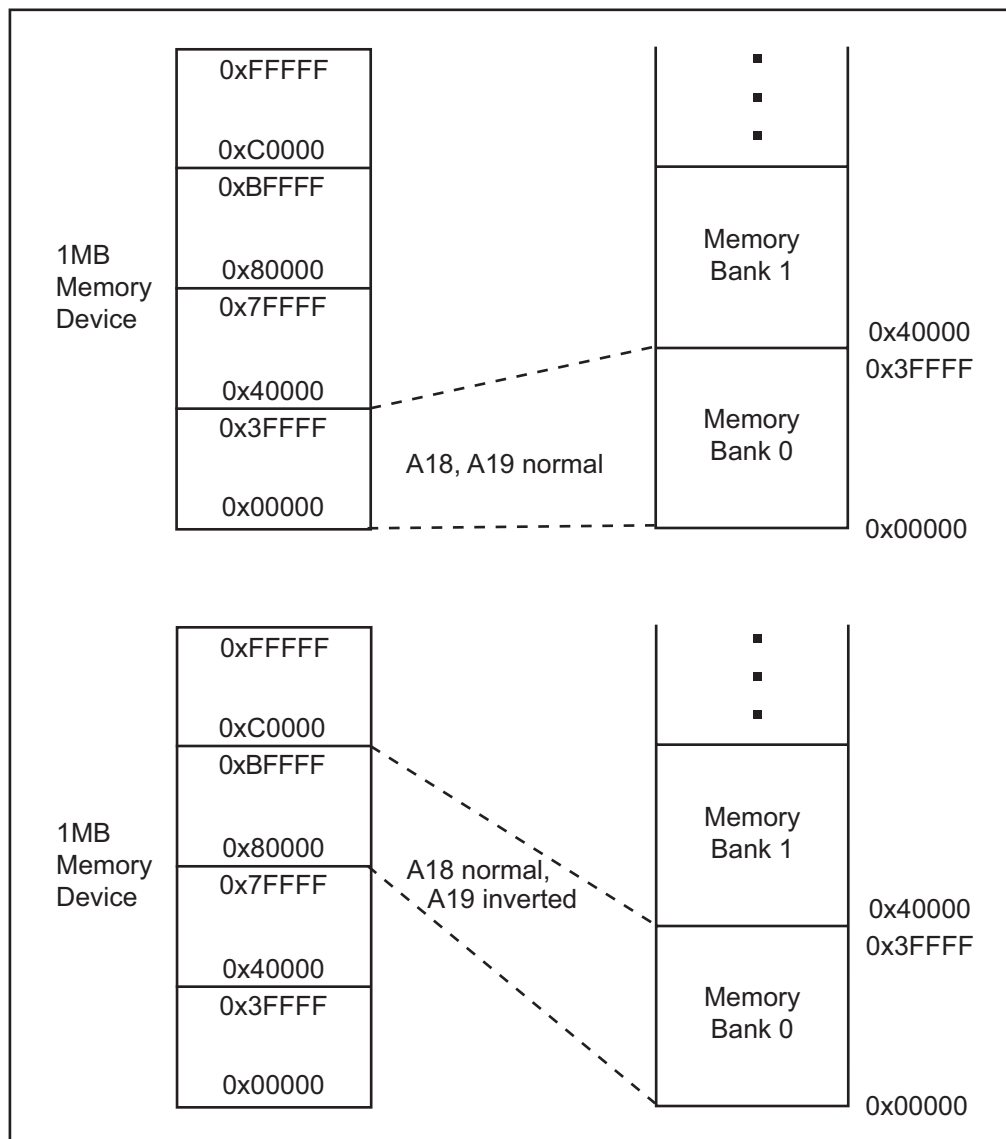 0xFFFFF
0xC0000
0xBFFFF
0x80000
0x7FFFF
0x40000
0x3FFFF
0x00000
1MB
Memory
Device
A18, A19 normal
Memory
Bank 1
Memory
Bank 0
0x40000
0x3FFFF
0x00000
0xFFFFF
0xC0000
0xBFFFF
0x80000
0x7FFFF
0x40000
0x3FFFF
0x00000
1MB
Memory
Device
A18 normal,
A19 inverted
Memory
Bank 1
Memory
Bank 0
0x40000
0x3FFFF
0x00000